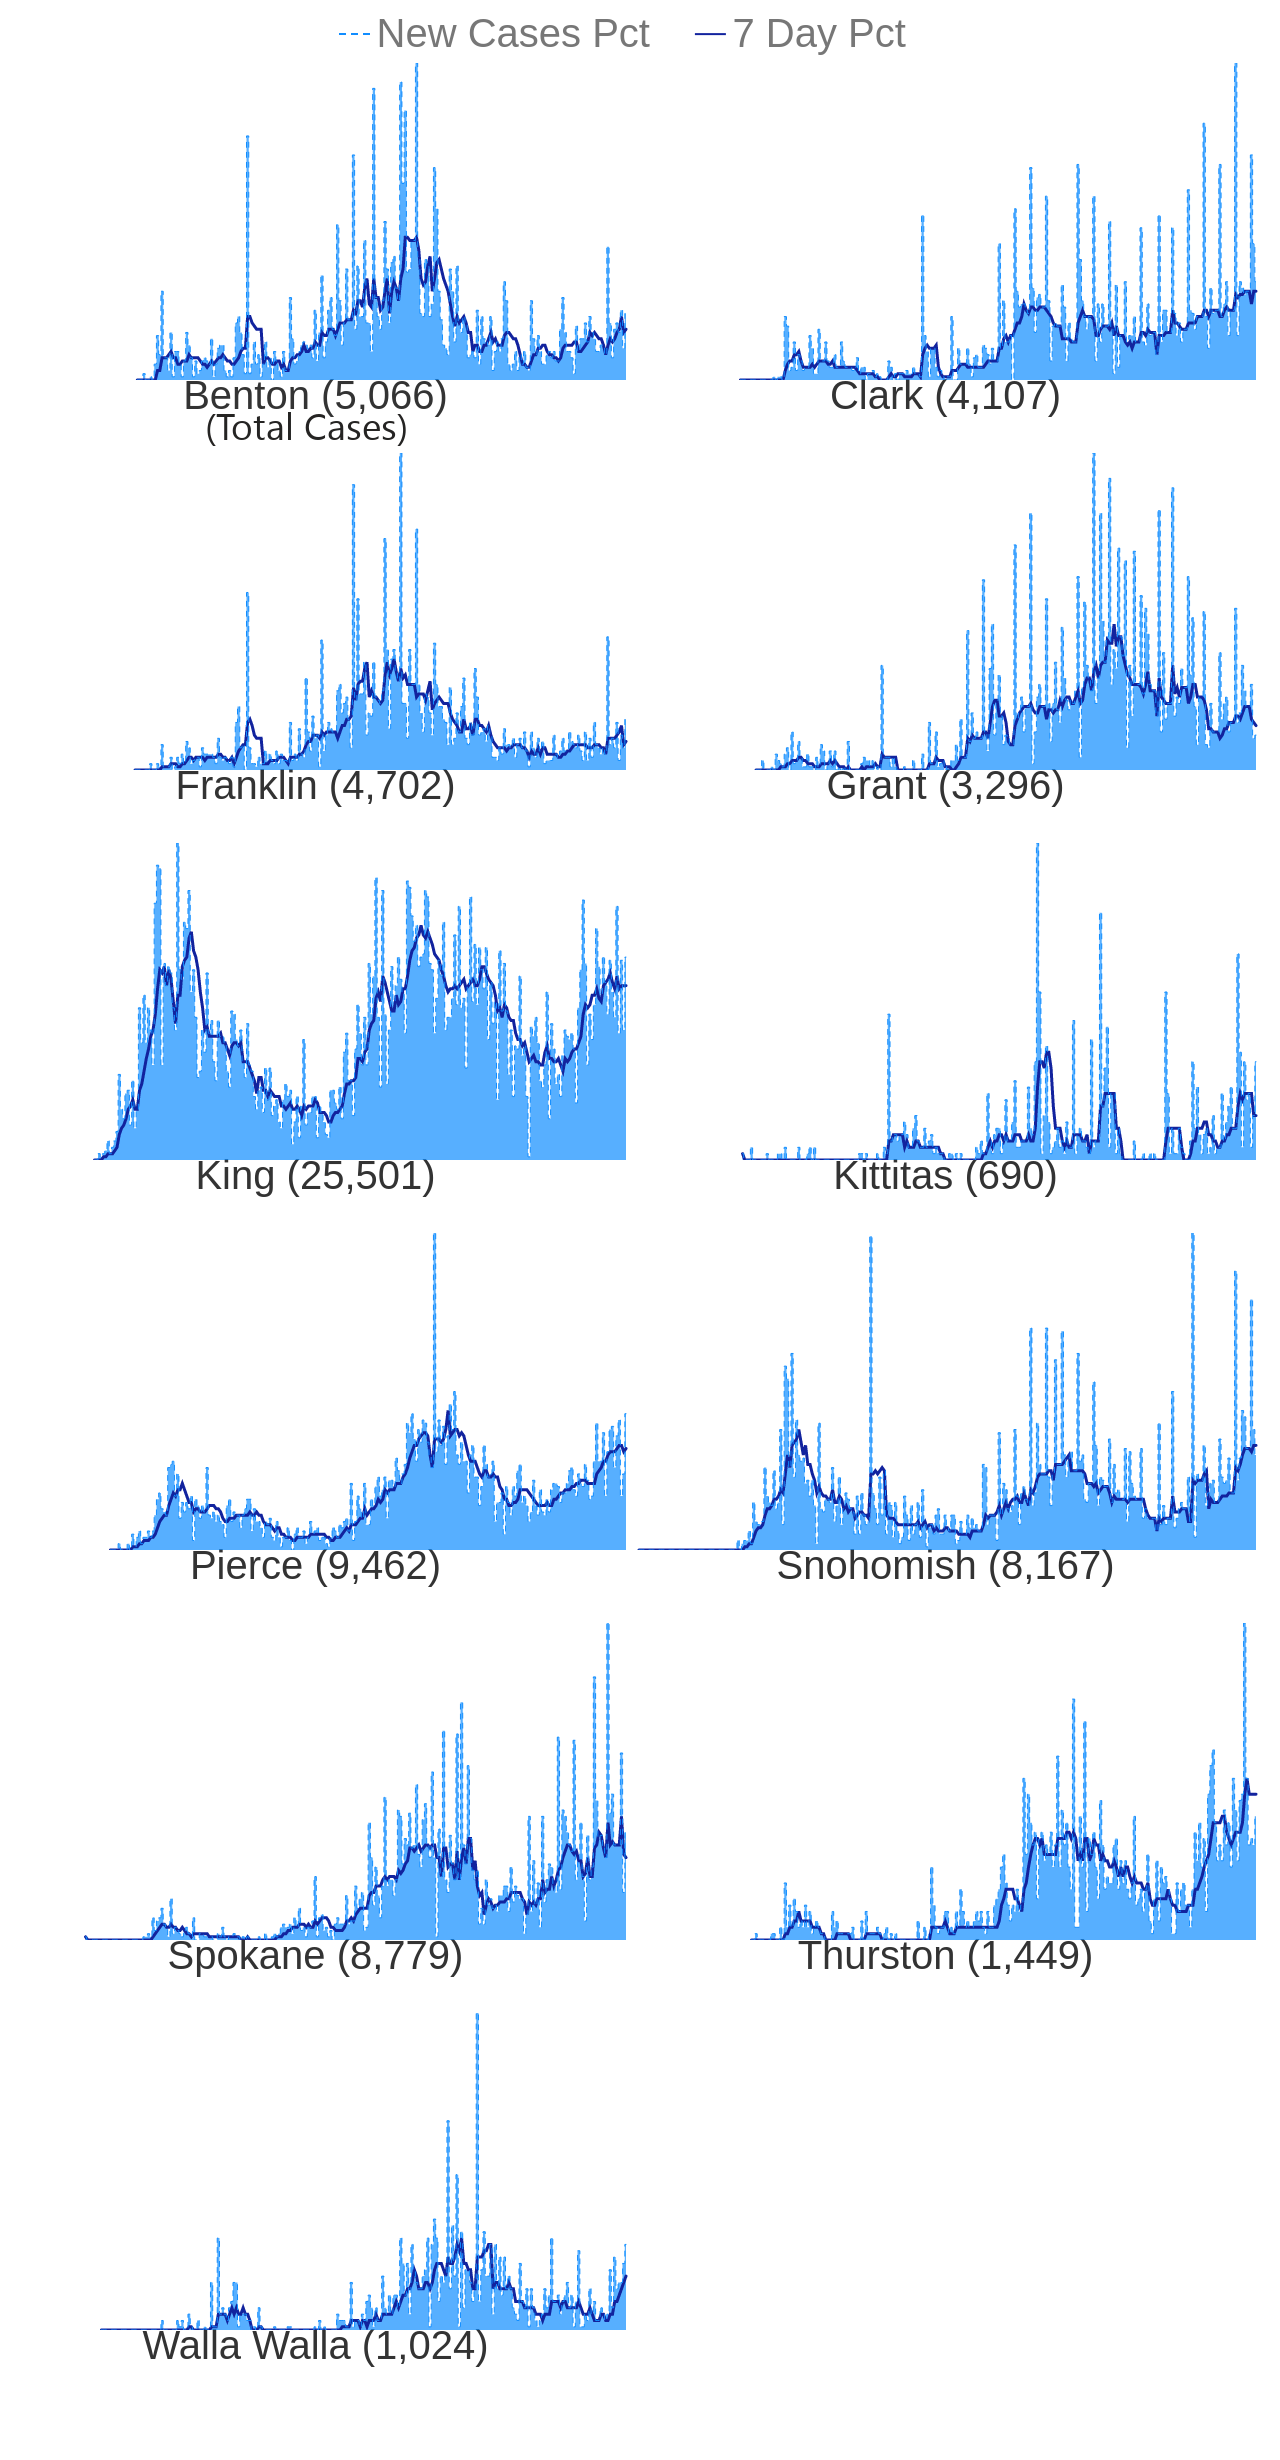 New Cases Pct 7 Day Pct
Benton (5,066) Clark (4,107)
(Total Cases)
Franklin (4,702) Grant (3,296)
King (25,501) Kittitas (690)
Pierce (9,462) Snohomish (8,167)
Spokane (8,779) Thurston (1,449)
Walla Walla (1,024)